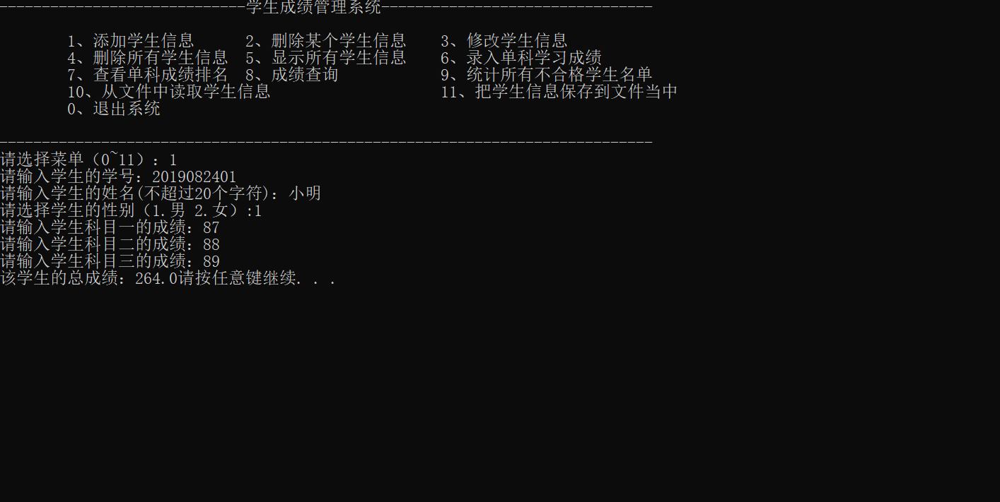 -----------------------------学生成绩管理系统--------------------------------
1、添加学生信息 2、删除某个学生信息 3、修改学生信息
4、删除所有学生信息 5、显示所有学生信息 6、录入单科学习成绩
7、查看单科成绩排名 8、成绩查询 9、统计所有不合格学生名单
10、从文件中读取学生信息 11、把学生信息保存到文件当中
0、退出系统
-----------------------------------------------------------------------------
请选择菜单（0~11）：1
请输入学生的学号：2019082401
请输入学生的姓名(不超过20个字符)：小明
请选择学生的性别（1.男 2.女）:1
请输入学生科目一的成绩：87
请输入学生科目二的成绩：88
请输入学生科目三的成绩：89
该学生的总成绩：264.0请按任意键继续. . .